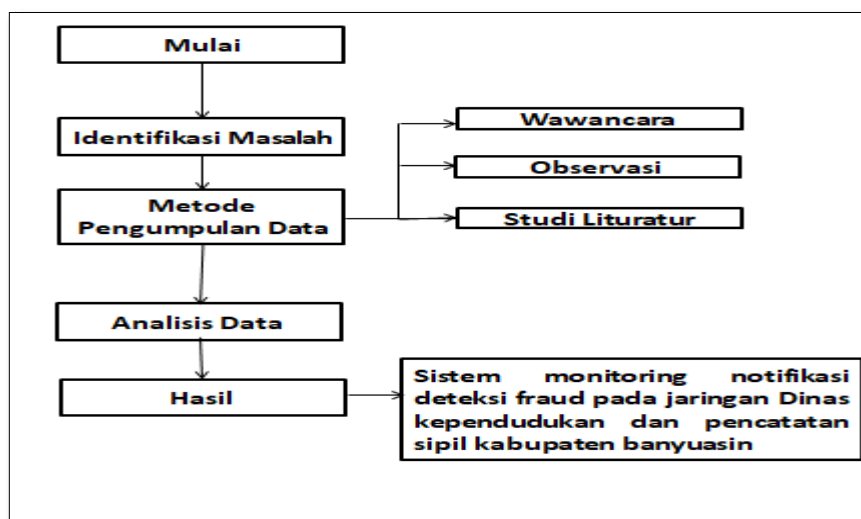 Mulai
Identifikasi Masalah
Wawancara
Observasi
Metode
Pengumpulan Data
Studi Lituratur
Analisis Data
Hasil
Sistem monitoring notifikasi
deteksi fraud pada jaringan Dinas
kependudukan dan pencatatan
sipil kabupaten banyuasin